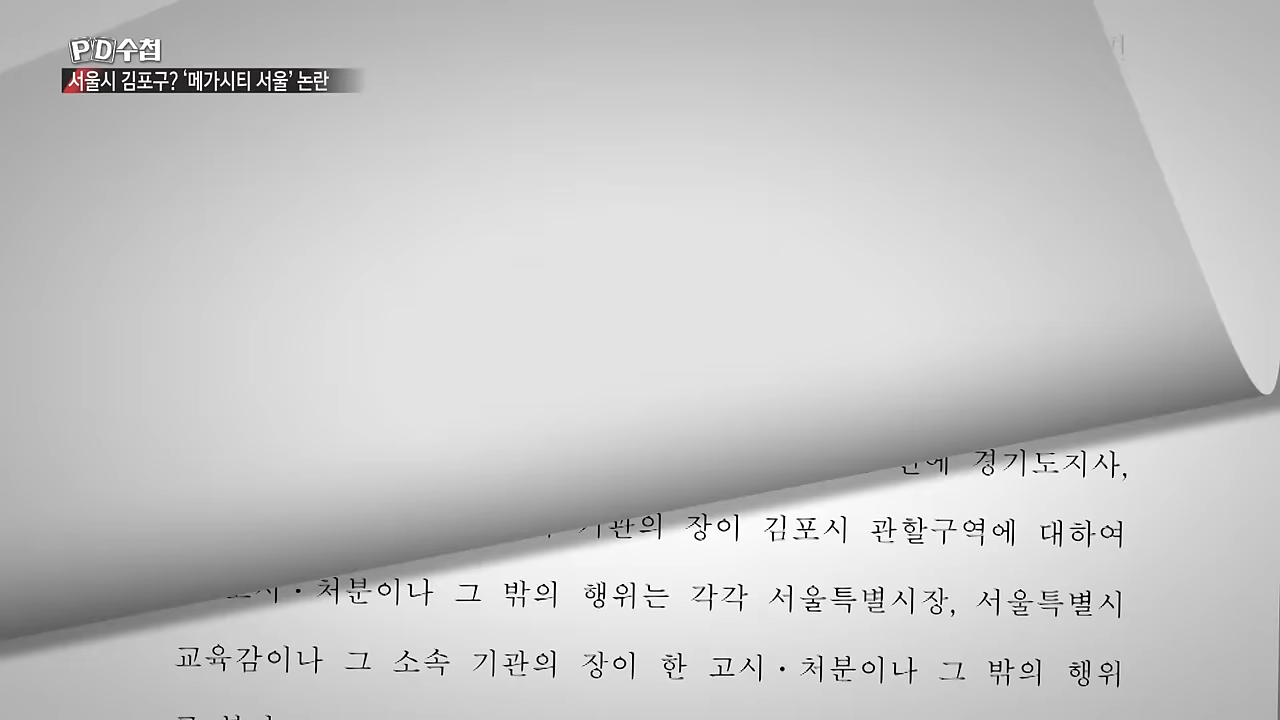 PD수첩
서울시 김포구? '메가시티 서울' 논란
경기도지사,
기관의 장이 김포시 관할구역에 대하여
고시·처분이나 그 밖의 행위는 각각 서울특별시장, 서울특별시
교육감이나 그 소속 기관의 장이 한 고시·처분이나 그 밖의 행위